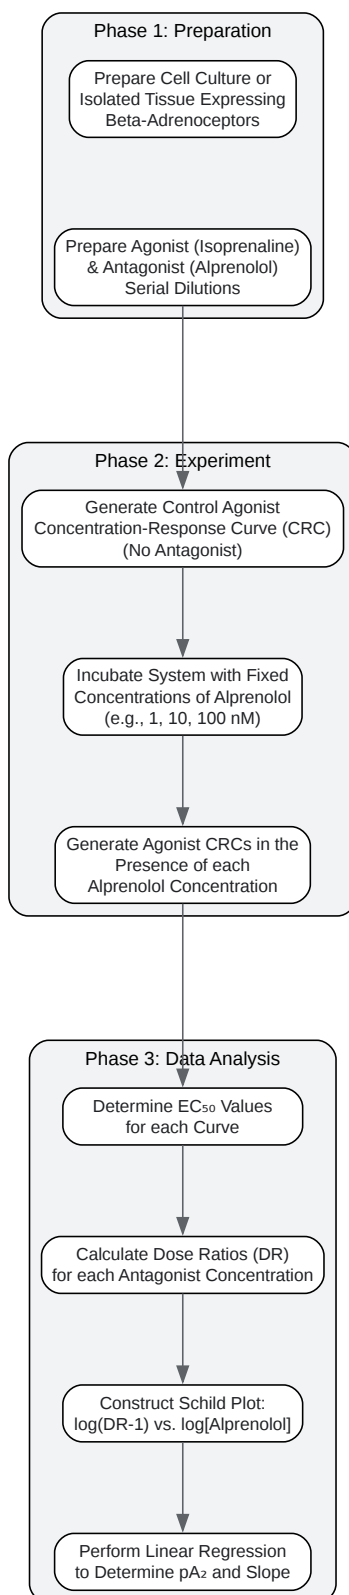 Phase 1: Preparation
Prepare Cell Culture or
Isolated Tissue Expressing
Beta-Adrenoceptors
Prepare Agonist (Isoprenaline)
& Antagonist (Alprenolol)
Serial Dilutions
Phase 2: Experiment
Generate Control Agonist
Concentration-Response Curve (CRC)
(No Antagonist)
Incubate System with Fixed
Concentrations of Alprenolol
(e.g., 1, 10, 100 nM)
Generate Agonist CRCs in the
Presence of each
Alprenolol Concentration
Phase 3: Data Analysis
Determine EC₅₀ Values
for each Curve
Calculate Dose Ratios (DR)
for each Antagonist Concentration
Construct Schild Plot:
log(DR-1) vs. log[Alprenolol]
Perform Linear Regression
to Determine pA₂ and Slope